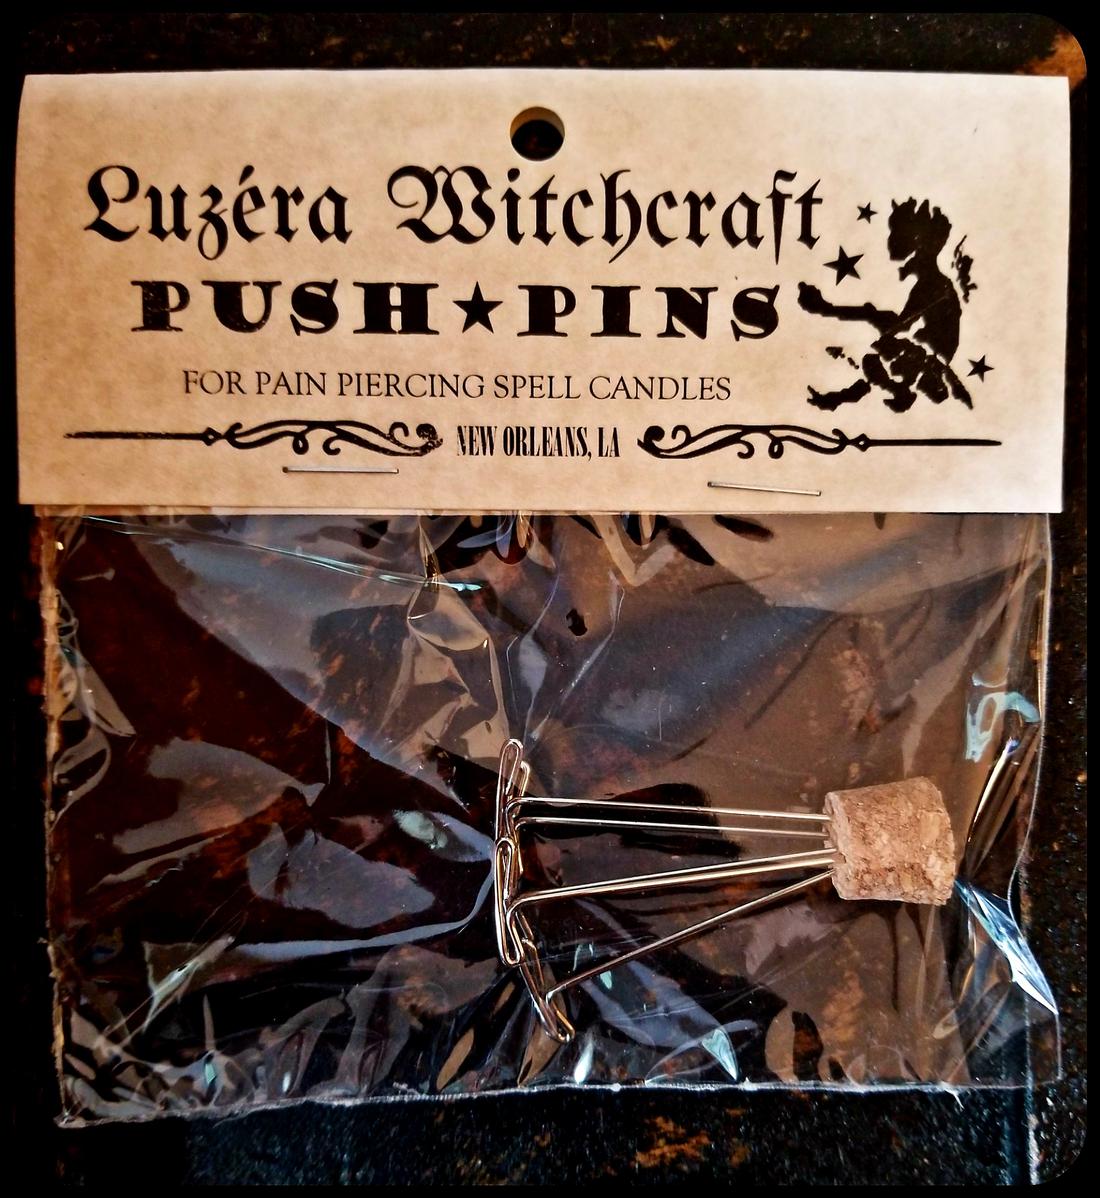 Luzéra Witchcraft
PUSH★PINS
FOR PAIN PIERCING SPELL CANDLES
NEW ORLEANS, LA